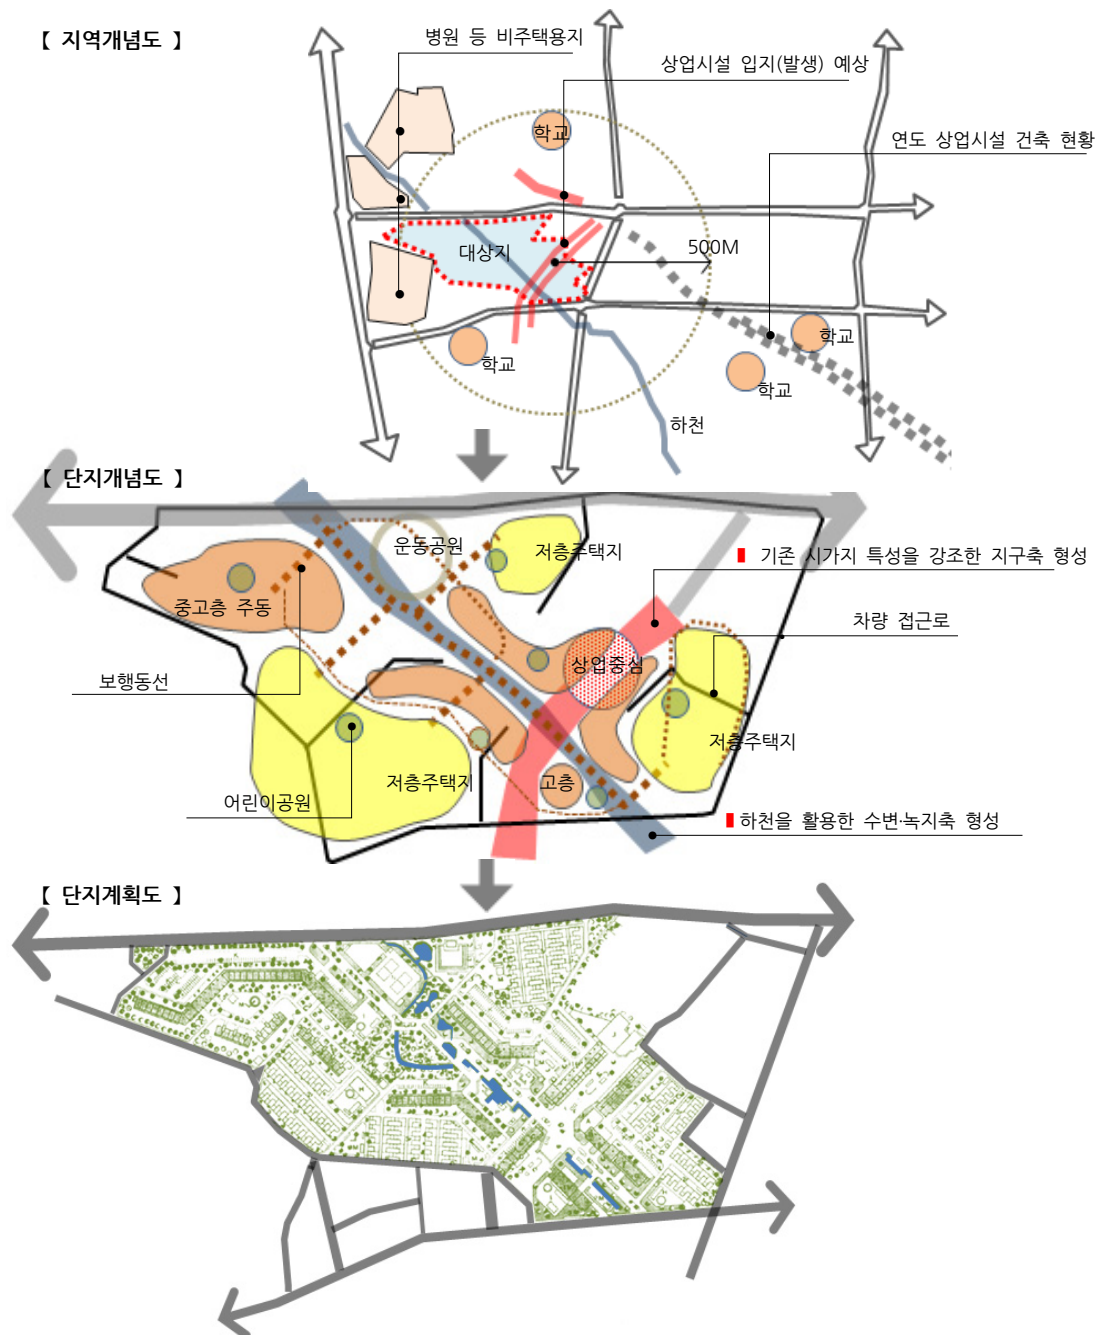 【 지역개념도 】
병원 등 비주택용지
상업시설 입지(발생) 예상
학교
연도 상업시설 건축 현황
대상지
500M
학교
학교
학교
하천
【 단지개념도 】
운동공원
저층주택지
기존 시가지 특성을 강조한 지구축 형성
중고층 주동
차량 접근로
상업중심
보행동선
저층주택지
저층주택지
고층
어린이공원
하천을 활용한 수변·녹지축 형성
【 단지계획도 】